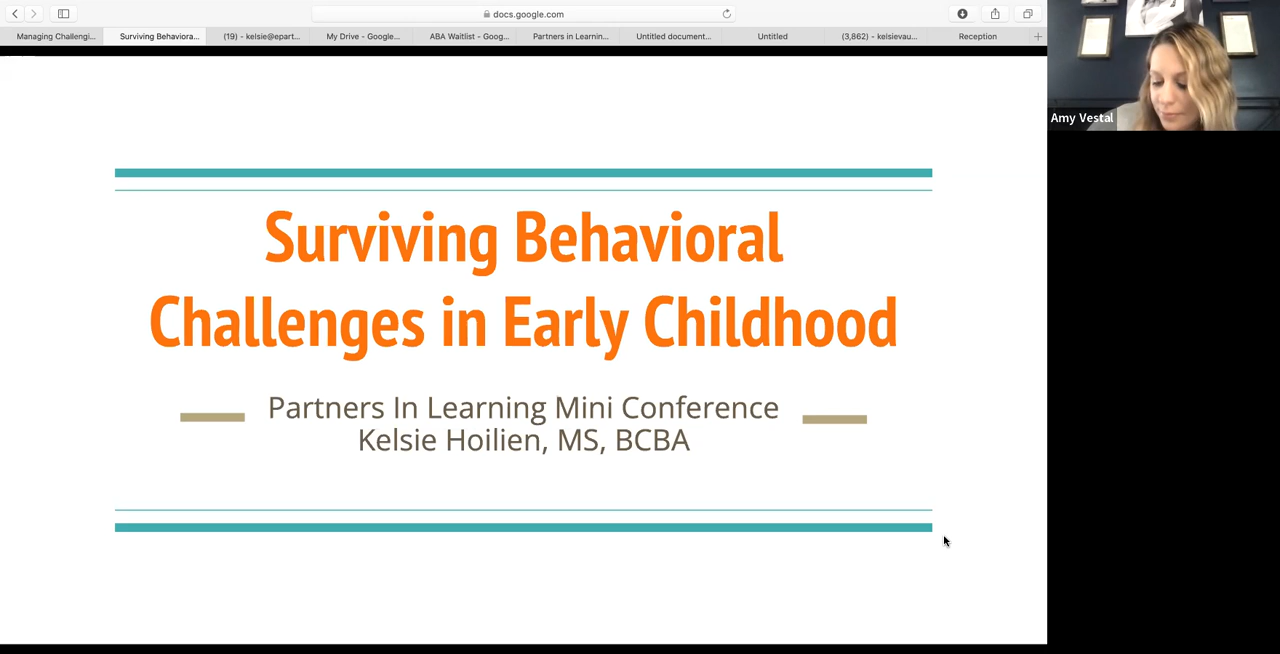 docs.google.com
Managing Challengi...
Surviving Behaviora...
(19) - kelsie@epart...
My Drive - Google...
ABA Waitlist - Goog...
Partners in Learnin...
Untitled document...
Untitled
(3,862) - kelsievau...
Reception
Amy Vestal
Surviving Behavioral
Challenges in Early Childhood
Partners In Learning Mini Conference
Kelsie Hoilien, MS, BCBA